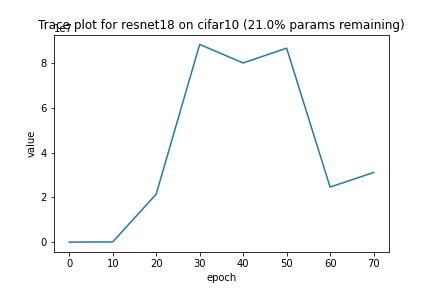 Trace plot for resnet18 on cifar10 (21.0% params remaining)
1e7
8
6
4
2
0
value
0 10 20 30 40 50 60 70
epoch